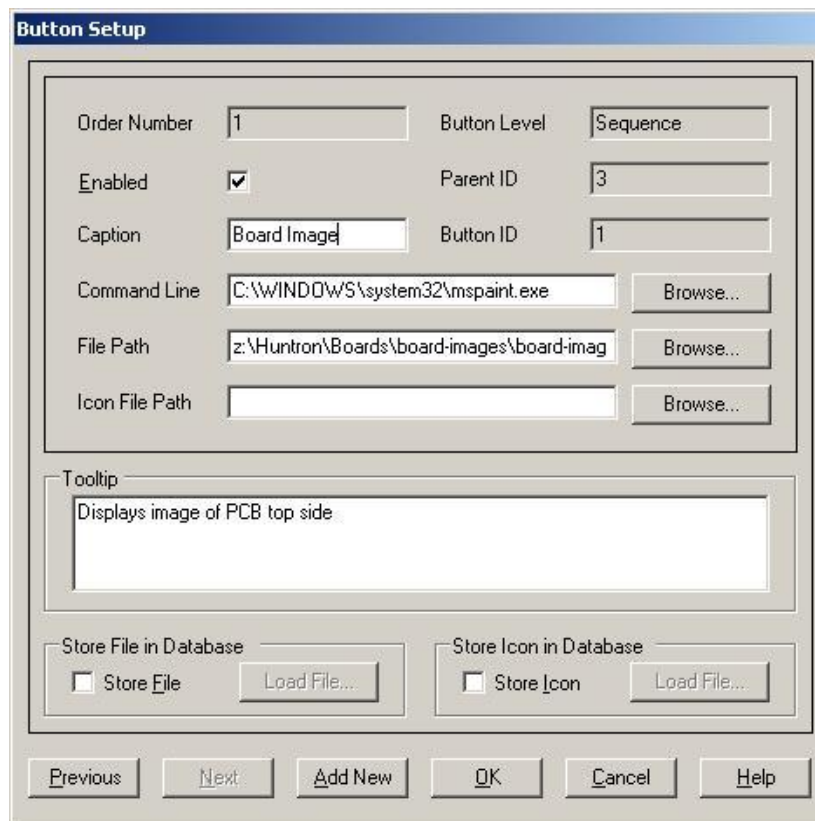 Button Setup
Order Number 1 Button Level Sequence
Enabled Parent ID 3
Caption Board Image Button ID 1
Command Line C:\WINDOWS\system32\mspaint.exe Browse...
File Path z:\Huntron\Boards\board-images\board-imag Browse...
Icon File Path Browse...
Tooltip
Displays image of PCB top side
Store File in Database Store Icon in Database
Store File Load File... Store Icon Load File...
Previous Next Add New OK Cancel Help